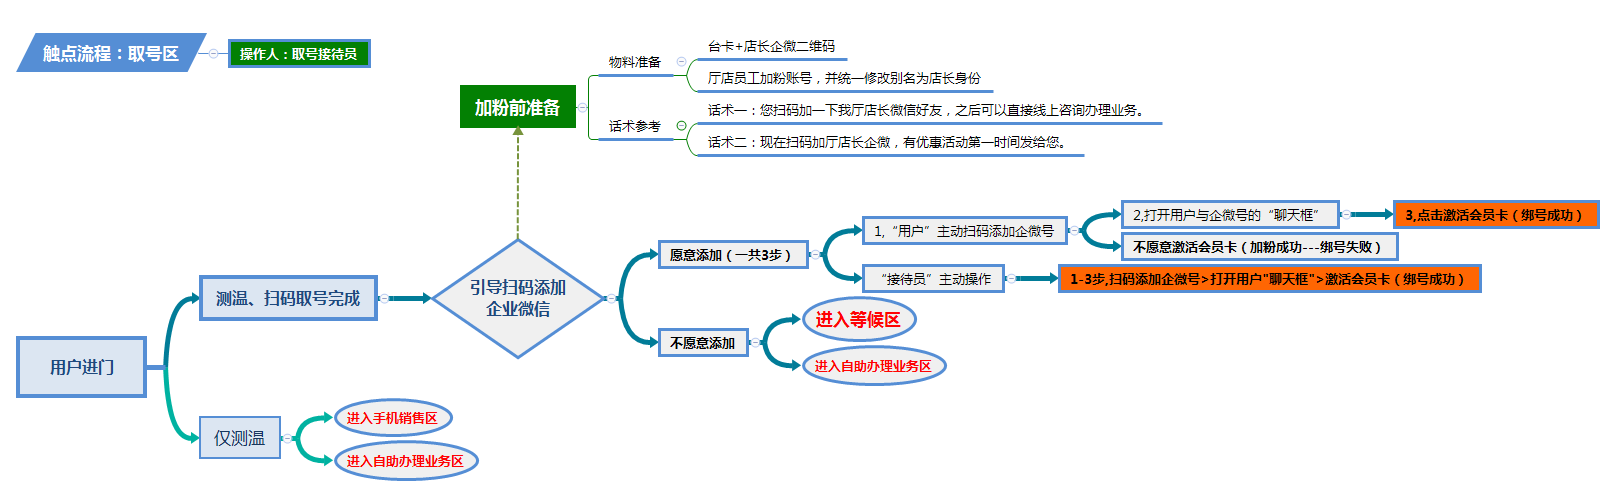 触点流程：取号区
操作人：取号接待员
加粉前准备
物料准备
台卡+店长企微二维码
厅店员工加粉账号，并统一修改别名为店长身份
话术参考
话术一：您扫码加一下我厅店长微信好友，之后可以直接线上咨询办理业务。
话术二：现在扫码加厅店长企微，有优惠活动第一时间发给您。
用户进门
测温、扫码取号完成
引导扫码添加
企业微信
愿意添加（一共3步）
1,“用户”主动扫码添加企微号
2,打开用户与企微号的“聊天框”
3,点击激活会员卡（绑号成功）
不愿意激活会员卡（加粉成功---绑号失败）
“接待员”主动操作
1-3步,扫码添加企微号>打开用户"聊天框">激活会员卡（绑号成功）
不愿意添加
进入等候区
进入自助办理业务区
仅测温
进入手机销售区
进入自助办理业务区